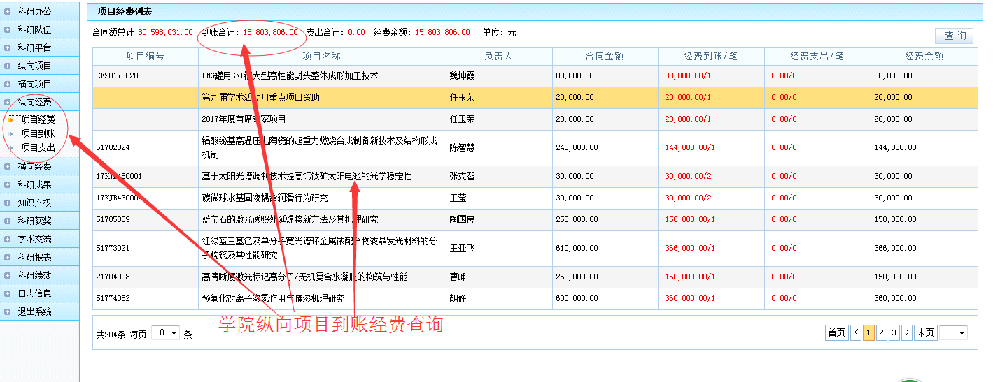 科研办公
科研队伍
科研平台
纵向项目
横向项目
纵向经费
项目经费
项目到账
项目支出
横向经费
科研成果
知识产权
科研获奖
学术交流
科研报表
科研绩效
日志信息
退出系统
项目经费列表
合同额总计:80,598,031.00 到账合计: 15,803,806.00 支出合计: 0.00 经费余额: 15,803,806.00 单位: 元
查 询
项目编号 项目名称 负责人 合同金额 经费到账/笔 经费支出/笔 经费余额
CE20170028 LNG罐用SNT 大型高性能封头整体成形加工技术 魏坤霞 80,000.00 80,000.00/1 0.00/0 80,000.00
第九届学术活动月重点项目资助 任玉荣 20,000.00 20,000.00/1 0.00/0 20,000.00
2017年度首席专家项目 任玉荣 20,000.00 20,000.00/1 0.00/0 20,000.00
51702024 铝酸铋基高温压电陶瓷的超重力燃烧合成制备新技术及结构形成 陈智慧 240,000.00 144,000.00/1 0.00/0 144,000.00
机制
基于太阳光谱调制技术提高钙钛矿太阳电池的光学稳定性 张克智 30,000.00 30,000.00/2 0.00/0 30,000.00
碳微球水基固液耦合润滑行为研究 王莹 30,000.00 30,000.00/2 0.00/0 30,000.00
51705039 蓝宝石的激光透照外延焊接新方法及其机理研究 陶国良 250,000.00 150,000.00/1 0.00/0 150,000.00
51773021 红绿蓝三基色及单分子宽光谱环金属铱配合物液晶发光材料的分 王亚飞 610,000.00 366,000.00/1 0.00/0 366,000.00
子构筑及其性能研究
21704008 高清晰度激光标记高分子/无机复合水凝胶的构筑与性能 曹峥 250,000.00 150,000.00/1 0.00/0 150,000.00
51774052 预氧化对离子渗氮作用与催渗机理研究 胡静 600,000.00 360,000.00/1 0.00/0 360,000.00
学院纵向项目到账经费查询
共204条 每页 10 条 首页 < 1 2 3 > 末页 1